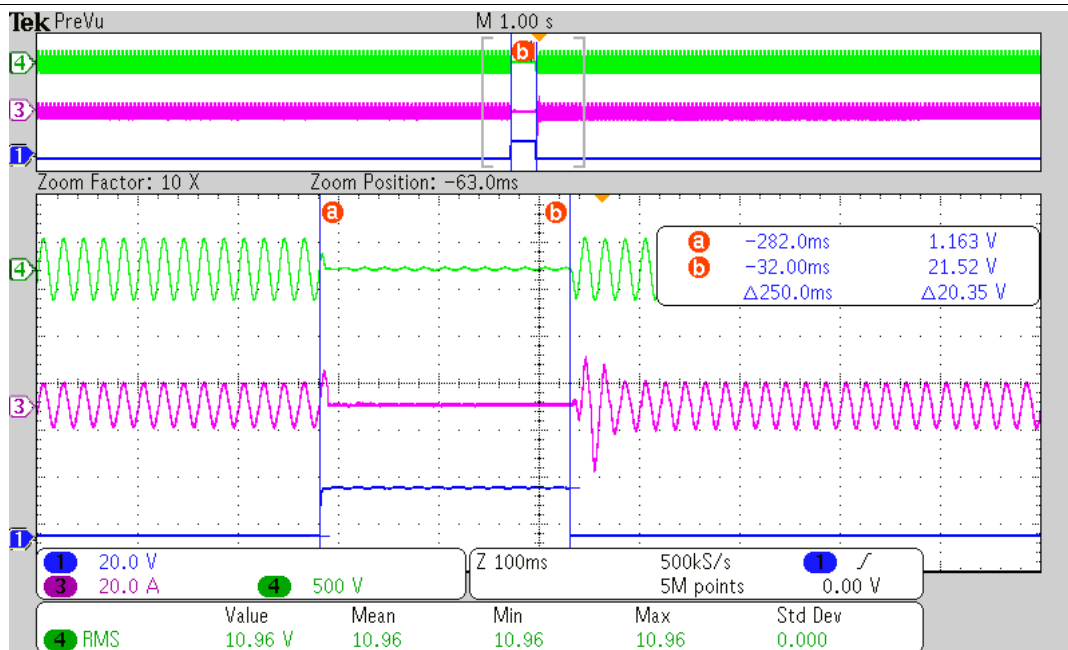 Tek PreVu M 1.00 s
b
4
3
1
Zoom Factor: 10 X Zoom Position: -63.0ms
a b
a -282.0ms 1.163 V
b -32.00ms 21.52 V
△250.0ms △20.35 V
4
3
1
1 20.0 V Z 100ms 500kS/s 1
3 20.0 A 4 500 V 5M points 0.00 V
Value Mean Min Max Std Dev
4 RMS 10.96 V 10.96 10.96 10.96 0.000